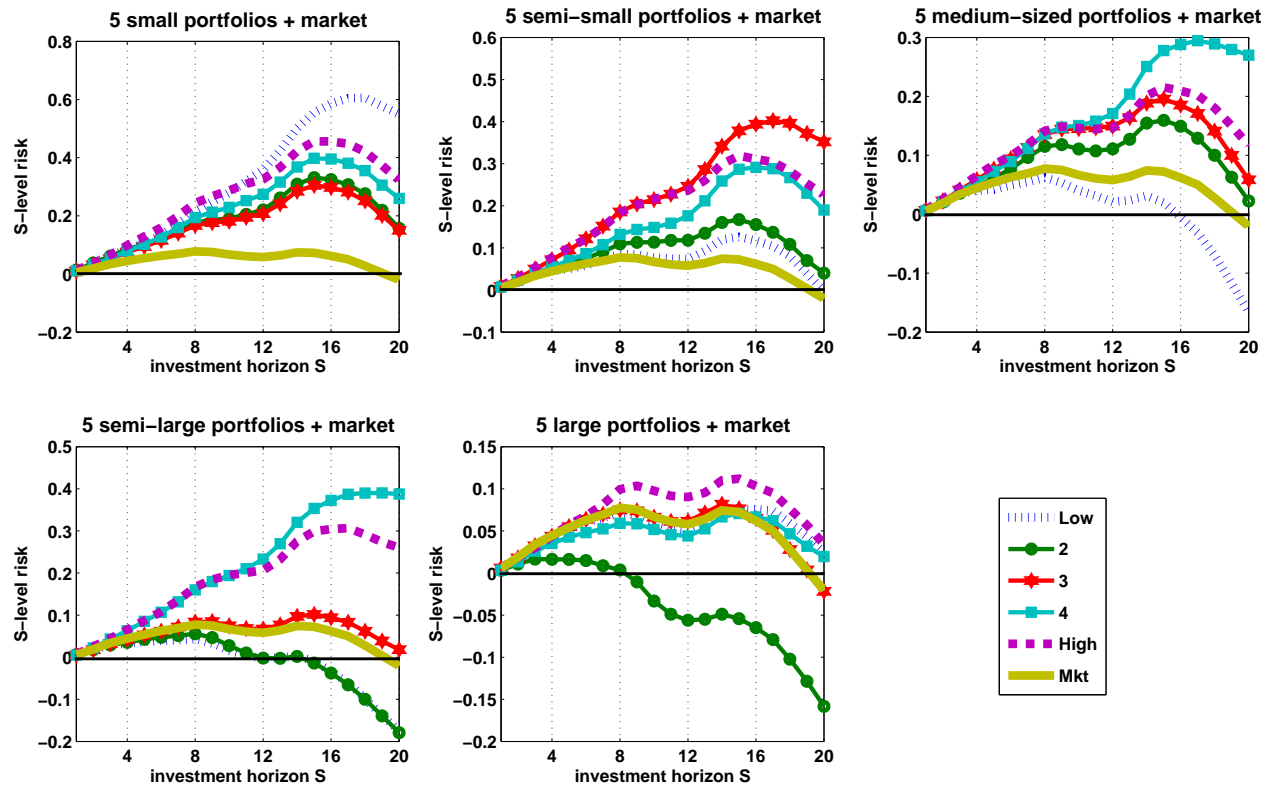 5 small portfolios + market
S−level risk
0.8
0.6
0.4
0.2
0
−0.2
4 8 12 16 20
investment horizon S
5 semi−small portfolios + market
S−level risk
0.6
0.5
0.4
0.3
0.2
0.1
0
−0.1
4 8 12 16 20
investment horizon S
5 medium−sized portfolios + market
S−level risk
0.3
0.2
0.1
0
−0.1
−0.2
4 8 12 16 20
investment horizon S
5 semi−large portfolios + market
S−level risk
0.5
0.4
0.3
0.2
0.1
0
−0.1
−0.2
4 8 12 16 20
investment horizon S
5 large portfolios + market
S−level risk
0.15
0.1
0.05
0
−0.05
−0.1
−0.15
−0.2
4 8 12 16 20
investment horizon S
Low
2
3
4
High
Mkt